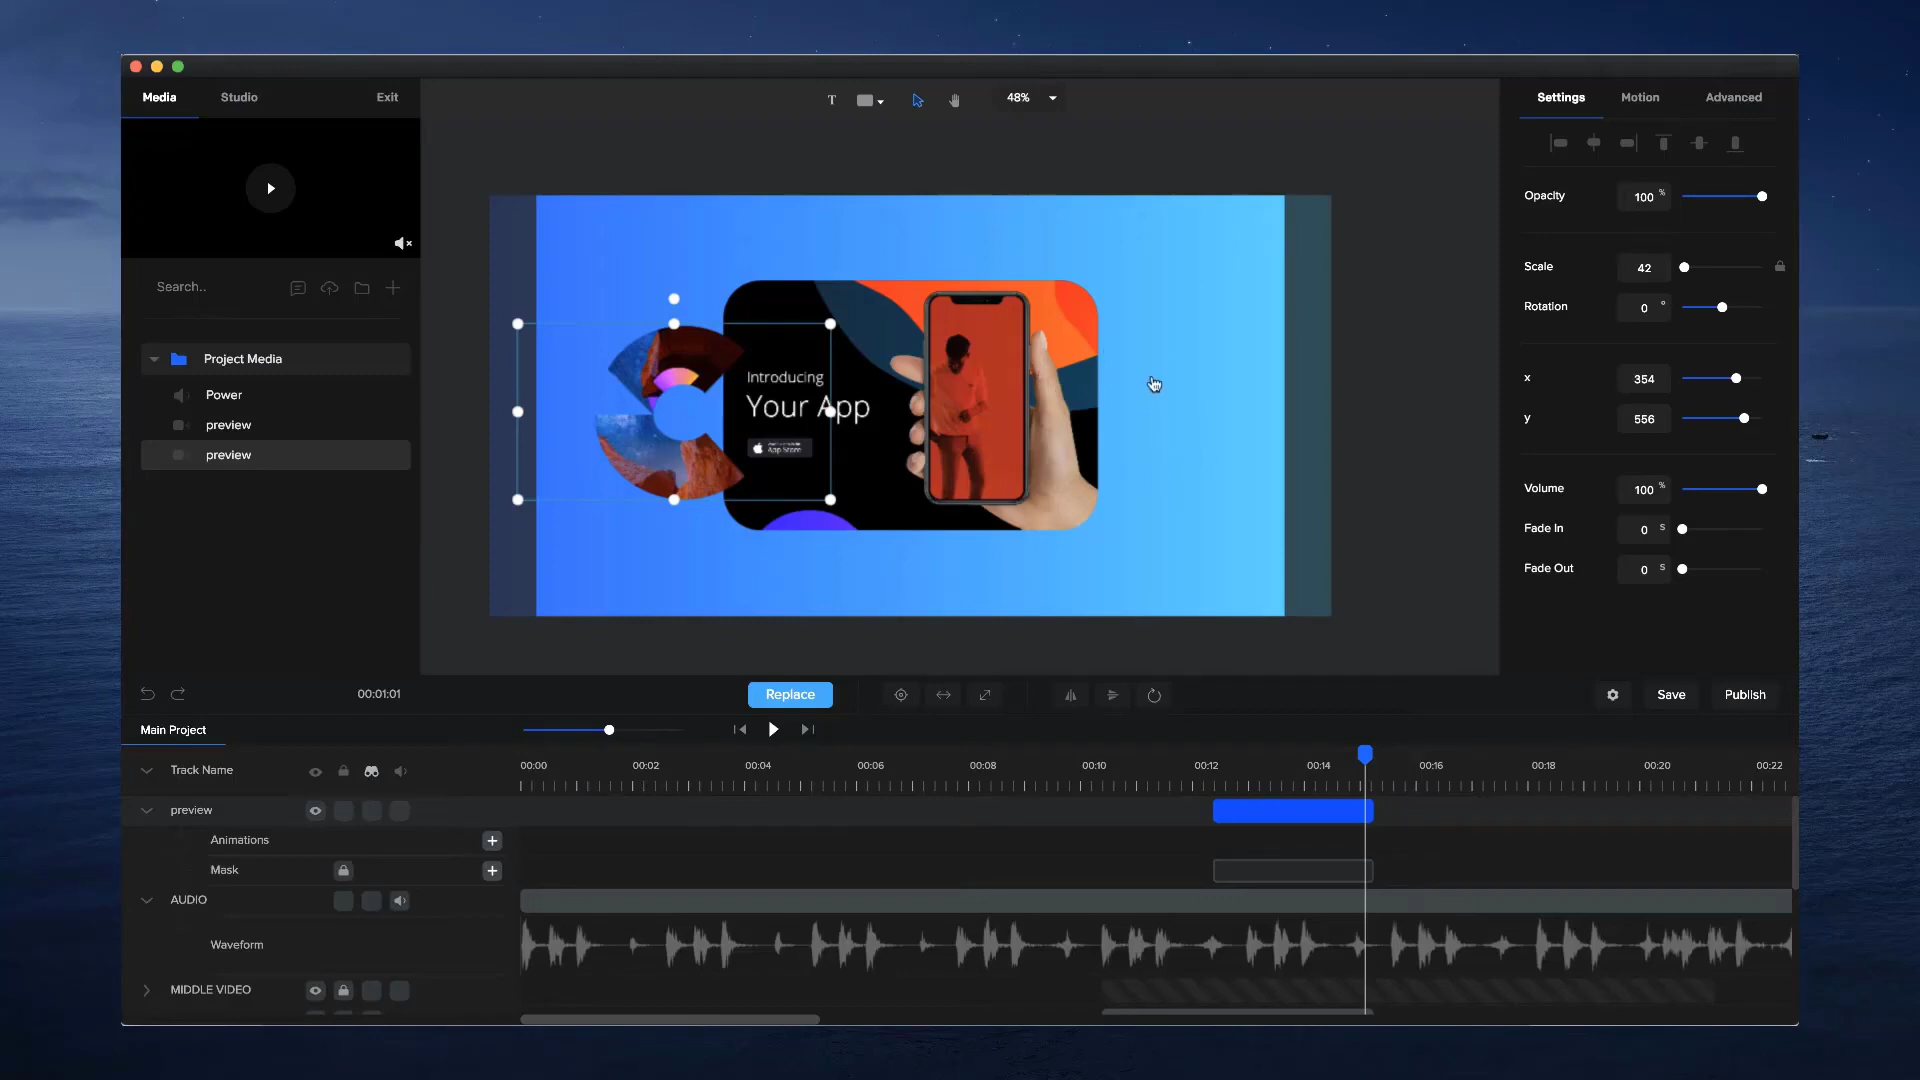 Media
Studio
Exit
T
48%
Settings
Motion
Advanced
Search..
Project Media
Power
preview
preview
Introducing
Your App
App Store
Opacity
100 %
Scale
42
Rotation
0 °
x
354
y
556
Volume
100 %
Fade In
0 s
Fade Out
0 s
00:01:01
Replace
Save
Publish
Main Project
Track Name
00:00
00:02
00:04
00:06
00:08
00:10
00:12
00:14
00:16
00:18
00:20
00:22
preview
Animations
Mask
AUDIO
Waveform
MIDDLE VIDEO